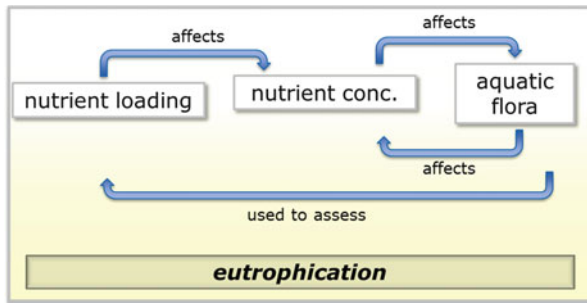 affects
affects
nutrient loading
nutrient conc.
aquatic
flora
affects
used to assess
eutrophication